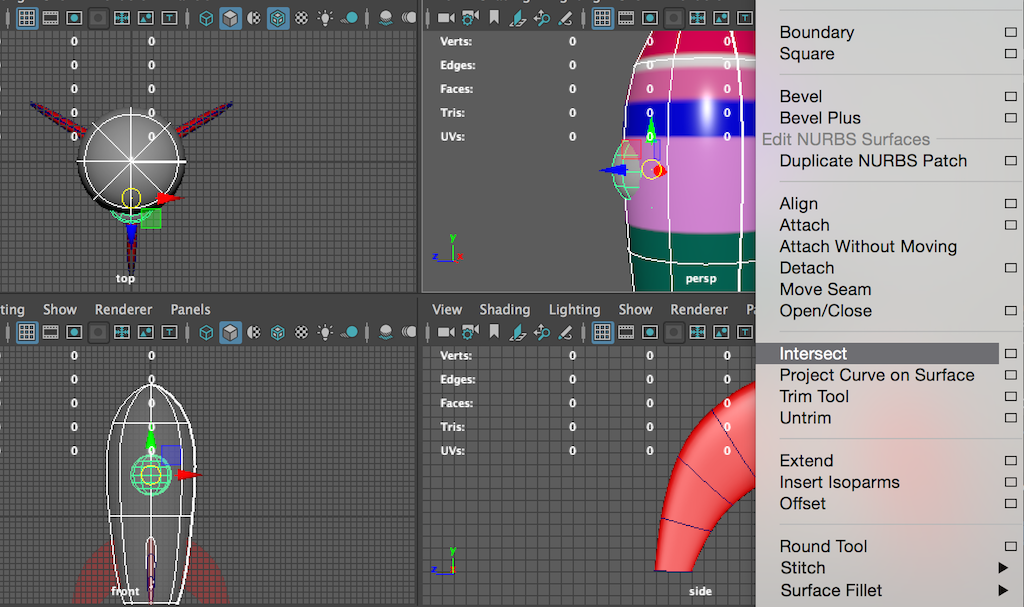 0 0
0 0
0 0
0 0
0 0
top
Verts: 0 0 0
Edges: 0 0 0
Faces: 0 0 0
Tris: 0 0 0
UVs: 0 0 0
y
z x
persp
ting Show Renderer Panels
0 0
0 0
0 0
0 0
0 0
front
View Shading Lighting Show Renderer Pa
Verts: 0 0 0
Edges: 0 0 0
Faces: 0 0 0
Tris: 0 0 0
UVs: 0 0 0
y
z
side
Boundary
Square
Bevel
Bevel Plus
Edit NURBS Surfaces
Duplicate NURBS Patch
Align
Attach
Attach Without Moving
Detach
Move Seam
Open/Close
Intersect
Project Curve on Surface
Trim Tool
Untrim
Extend
Insert Isoparms
Offset
Round Tool
Stitch
Surface Fillet